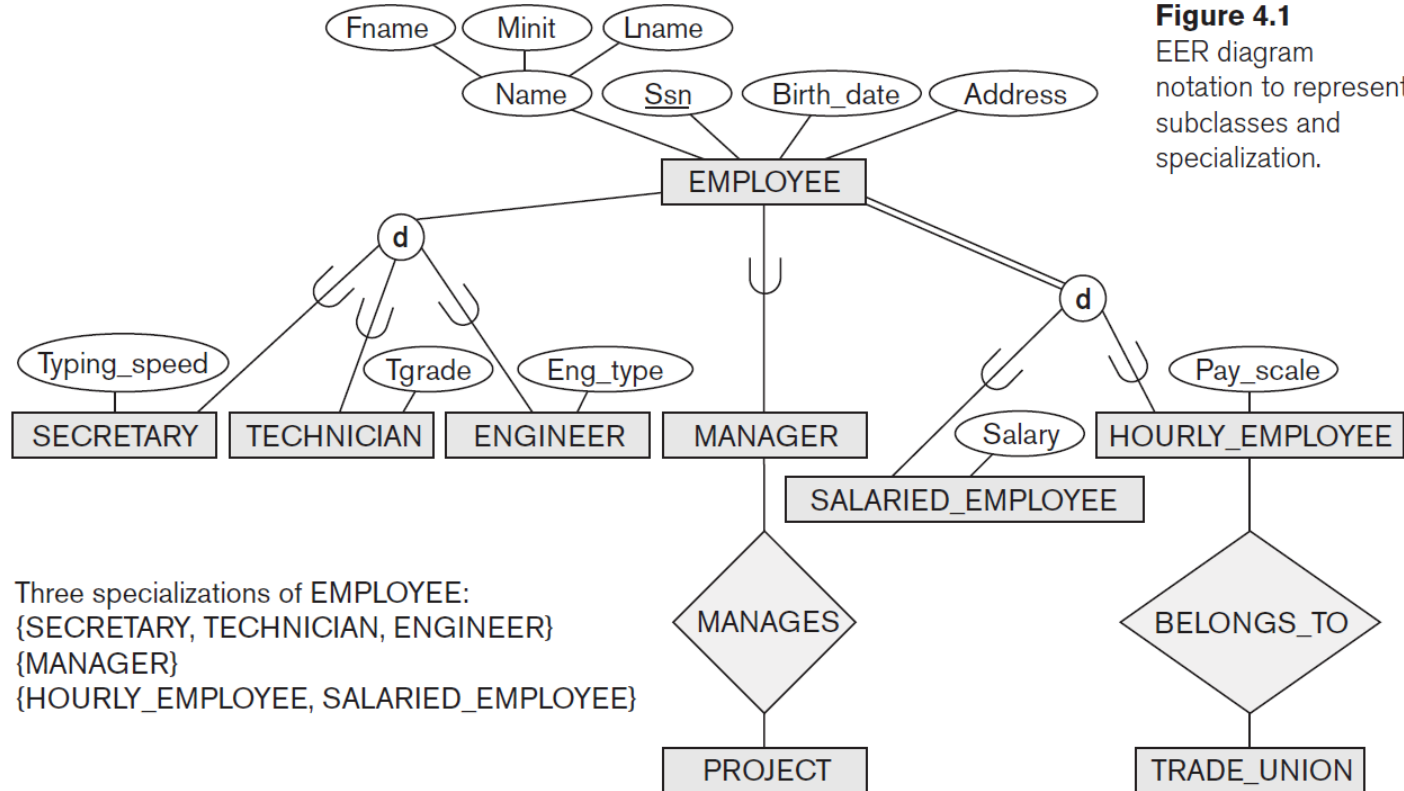 Figure 4.1
EER diagram
notation to represent
subclasses and
specialization.
Fname Minit Lname
Name Ssn Birth_date Address
EMPLOYEE
d
d
Typing_speed Tgrade Eng_type Pay_scale
SECRETARY TECHNICIAN ENGINEER MANAGER Salary HOURLY_EMPLOYEE
SALARIED_EMPLOYEE
Three specializations of EMPLOYEE:
{SECRETARY, TECHNICIAN, ENGINEER}
{MANAGER}
{HOURLY_EMPLOYEE, SALARIED_EMPLOYEE}
MANAGES BELONGS_TO
PROJECT TRADE_UNION